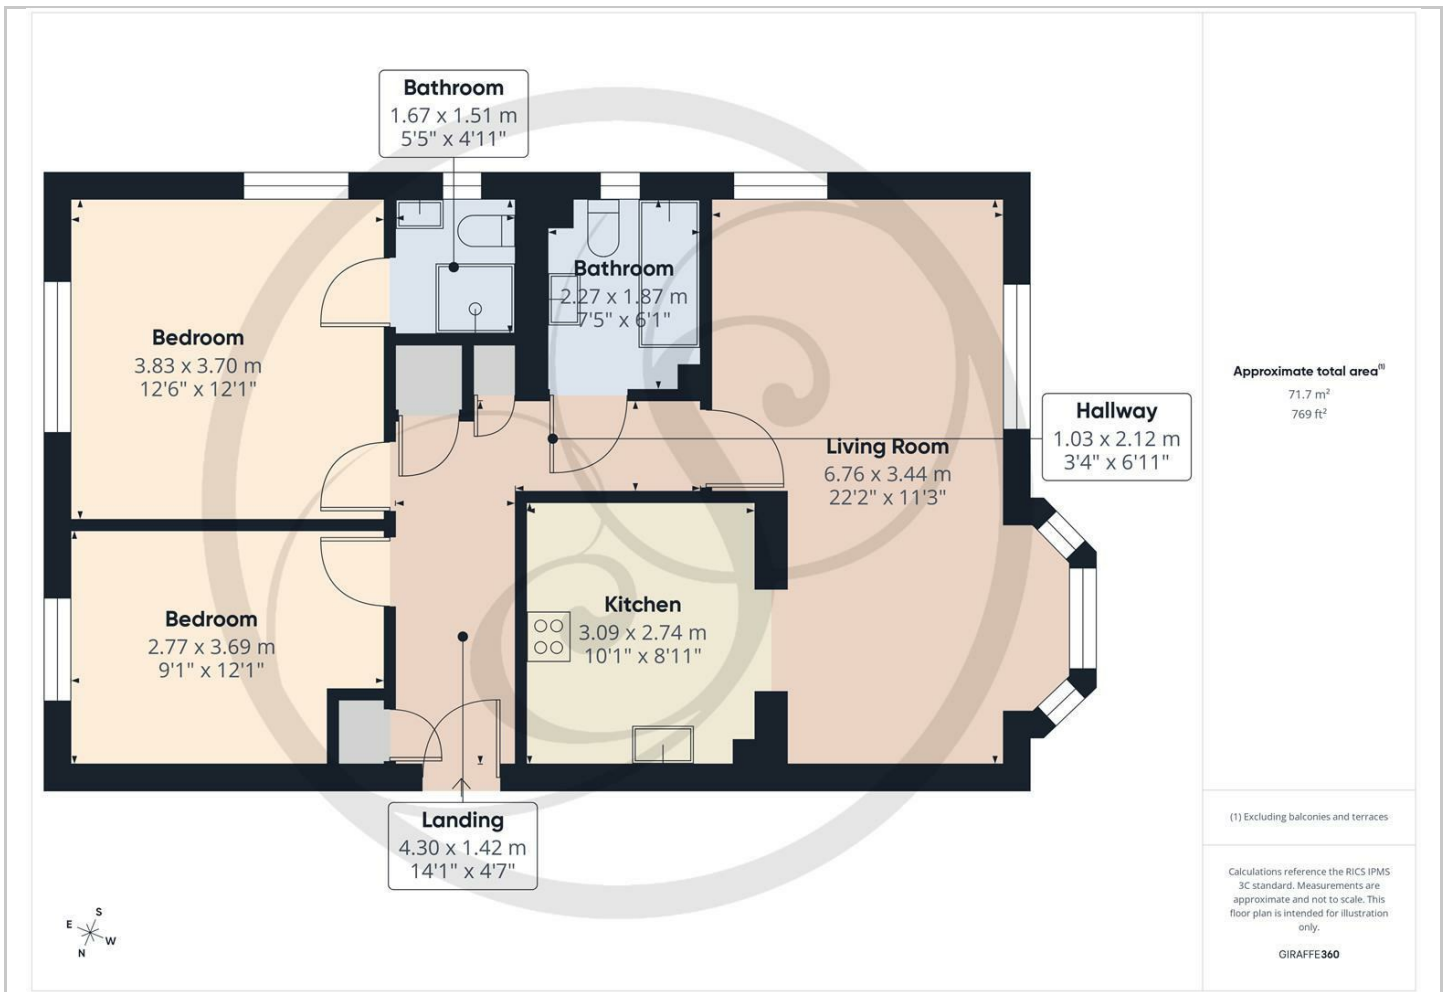 Bathroom
1.67 x 1.51 m
5'5" x 4'11"
Bathroom
2.27 x 1.87 m
7'5" x 6'1"
Bedroom
3.83 x 3.70 m
12'6" x 12'1"
Approximate total area(1)
71.7 m²
769 ft²
Hallway
1.03 x 2.12 m
3'4" x 6'11"
Living Room
6.76 x 3.44 m
22'2" x 11'3"
Kitchen
3.09 x 2.74 m
10'1" x 8'11"
Bedroom
2.77 x 3.69 m
9'1" x 12'1"
Landing
4.30 x 1.42 m
14'1" x 4'7"
(1) Excluding balconies and terraces
Calculations reference the RICS IPMS
3C standard. Measurements are
approximate and not to scale. This
floor plan is intended for illustration
only.
GIRAFFE360
S
E
W
N